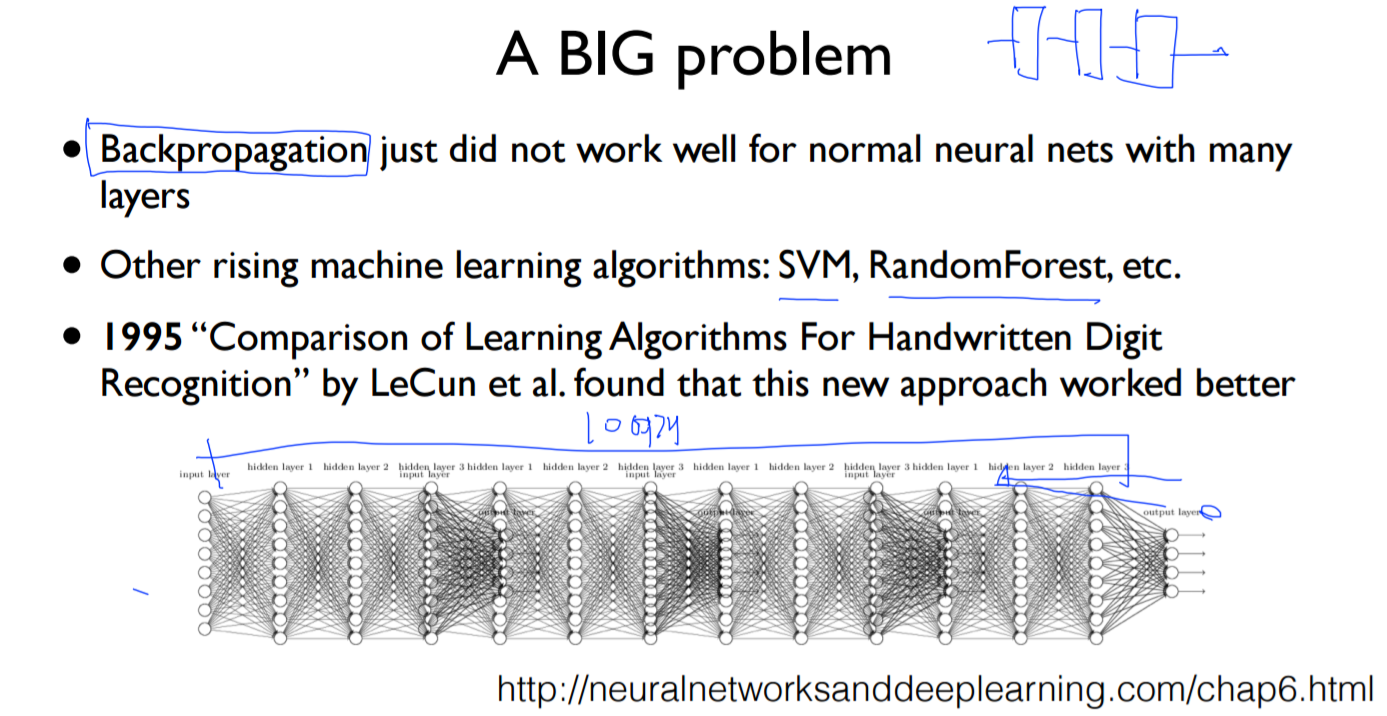 A BIG problem
• Backpropagation just did not work well for normal neural nets with many
layers
• Other rising machine learning algorithms: SVM, RandomForest, etc.
• 1995 “Comparison of Learning Algorithms For Handwritten Digit
Recognition” by LeCun et al. found that this new approach worked better
10여개
input layer hidden layer 1 hidden layer 2 hidden layer 3 hidden layer 1 hidden layer 2 hidden layer 3 hidden layer 1 hidden layer 2 hidden layer 3 hidden layer 1 hidden layer 2 hidden layer 3
input layer input layer input layer
output layer output layer output layer output layer
http://neuralnetworksanddeeplearning.com/chap6.html